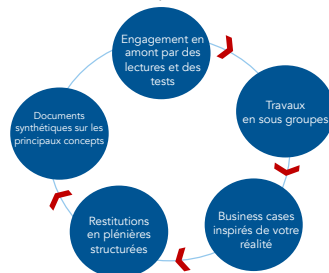 Engagement en
amont par des
lectures et des
tests
Travaux
en sous groupes
Business cases
inspirés de votre
réalité
Restitutions
en plénières
structurées
Documents
synthétiques sur les
principaux concepts